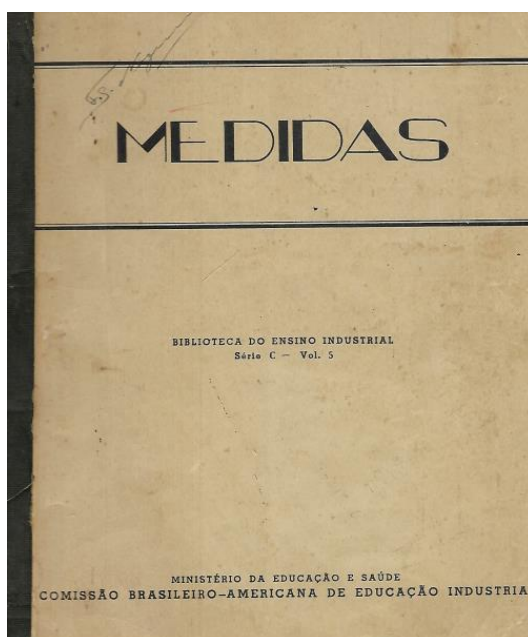 MEDIDAS
BIBLIOTECA DO ENSINO INDUSTRIAL
Série C — Vol. 5
MINISTÉRIO DA EDUCAÇÃO E SAÚDE
COMISSÃO BRASILEIRO–AMERICANA DE EDUCAÇÃO INDUSTRIA